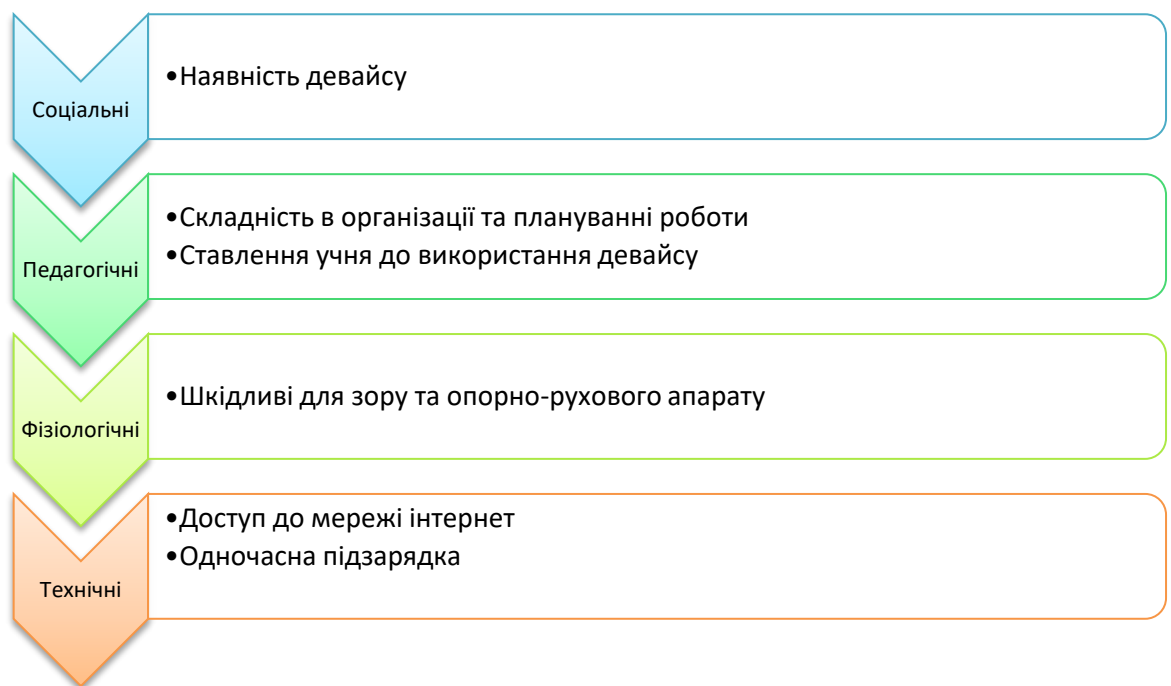 Соціальні
•Наявність девайсу
Педагогічні
•Складність в організації та плануванні роботи
•Ставлення учня до використання девайсу
Фізіологічні
•Шкідливі для зору та опорно-рухового апарату
Технічні
•Доступ до мережі інтернет
•Одночасна підзарядка